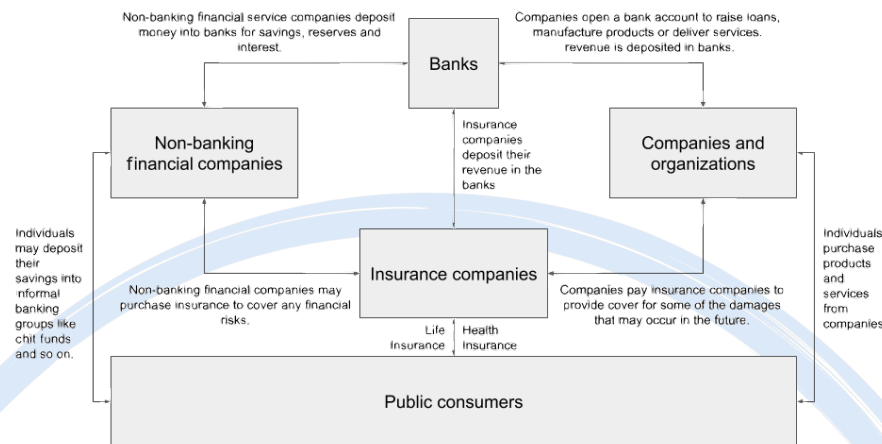 Non-banking financial service companies deposit
money into banks for savings, reserves and
interest.
Companies open a bank account to raise loans,
manufacture products or deliver services.
revenue is deposited in banks.
Banks
Non-banking
financial companies
Insurance
companies
deposit their
revenue in the
banks
Companies and
organizations
Individuals
may deposit
their
savings into
informal
banking
groups like
chit funds
and so on.
Insurance companies
Individuals
purchase
products
and
services
from
companies
Non-banking financial companies may
purchase insurance to cover any financial
risks.
Companies pay insurance companies to
provide cover for some of the damages
that may occur in the future.
Life
Insurance
Health
Insurance
Public consumers